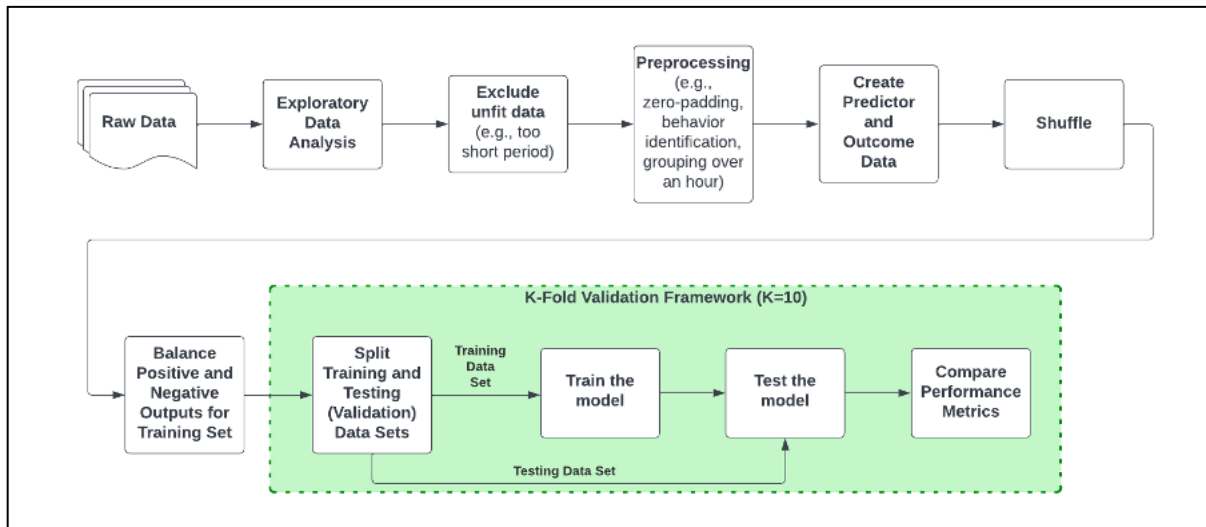 Raw Data
Exploratory
Data
Analysis
Exclude
unfit data
(e.g., too
short period)
Preprocessing
(e.g.,
zero-padding,
behavior
identification,
grouping over
an hour)
Create
Predictor
and
Outcome
Data
Shuffle
K-Fold Validation Framework (K=10)
Balance
Positive and
Negative
Outputs for
Training Set
Split
Training and
Testing
(Validation)
Data Sets
Training
Data
Set
Train the
model
Test the
model
Compare
Performance
Metrics
Testing Data Set